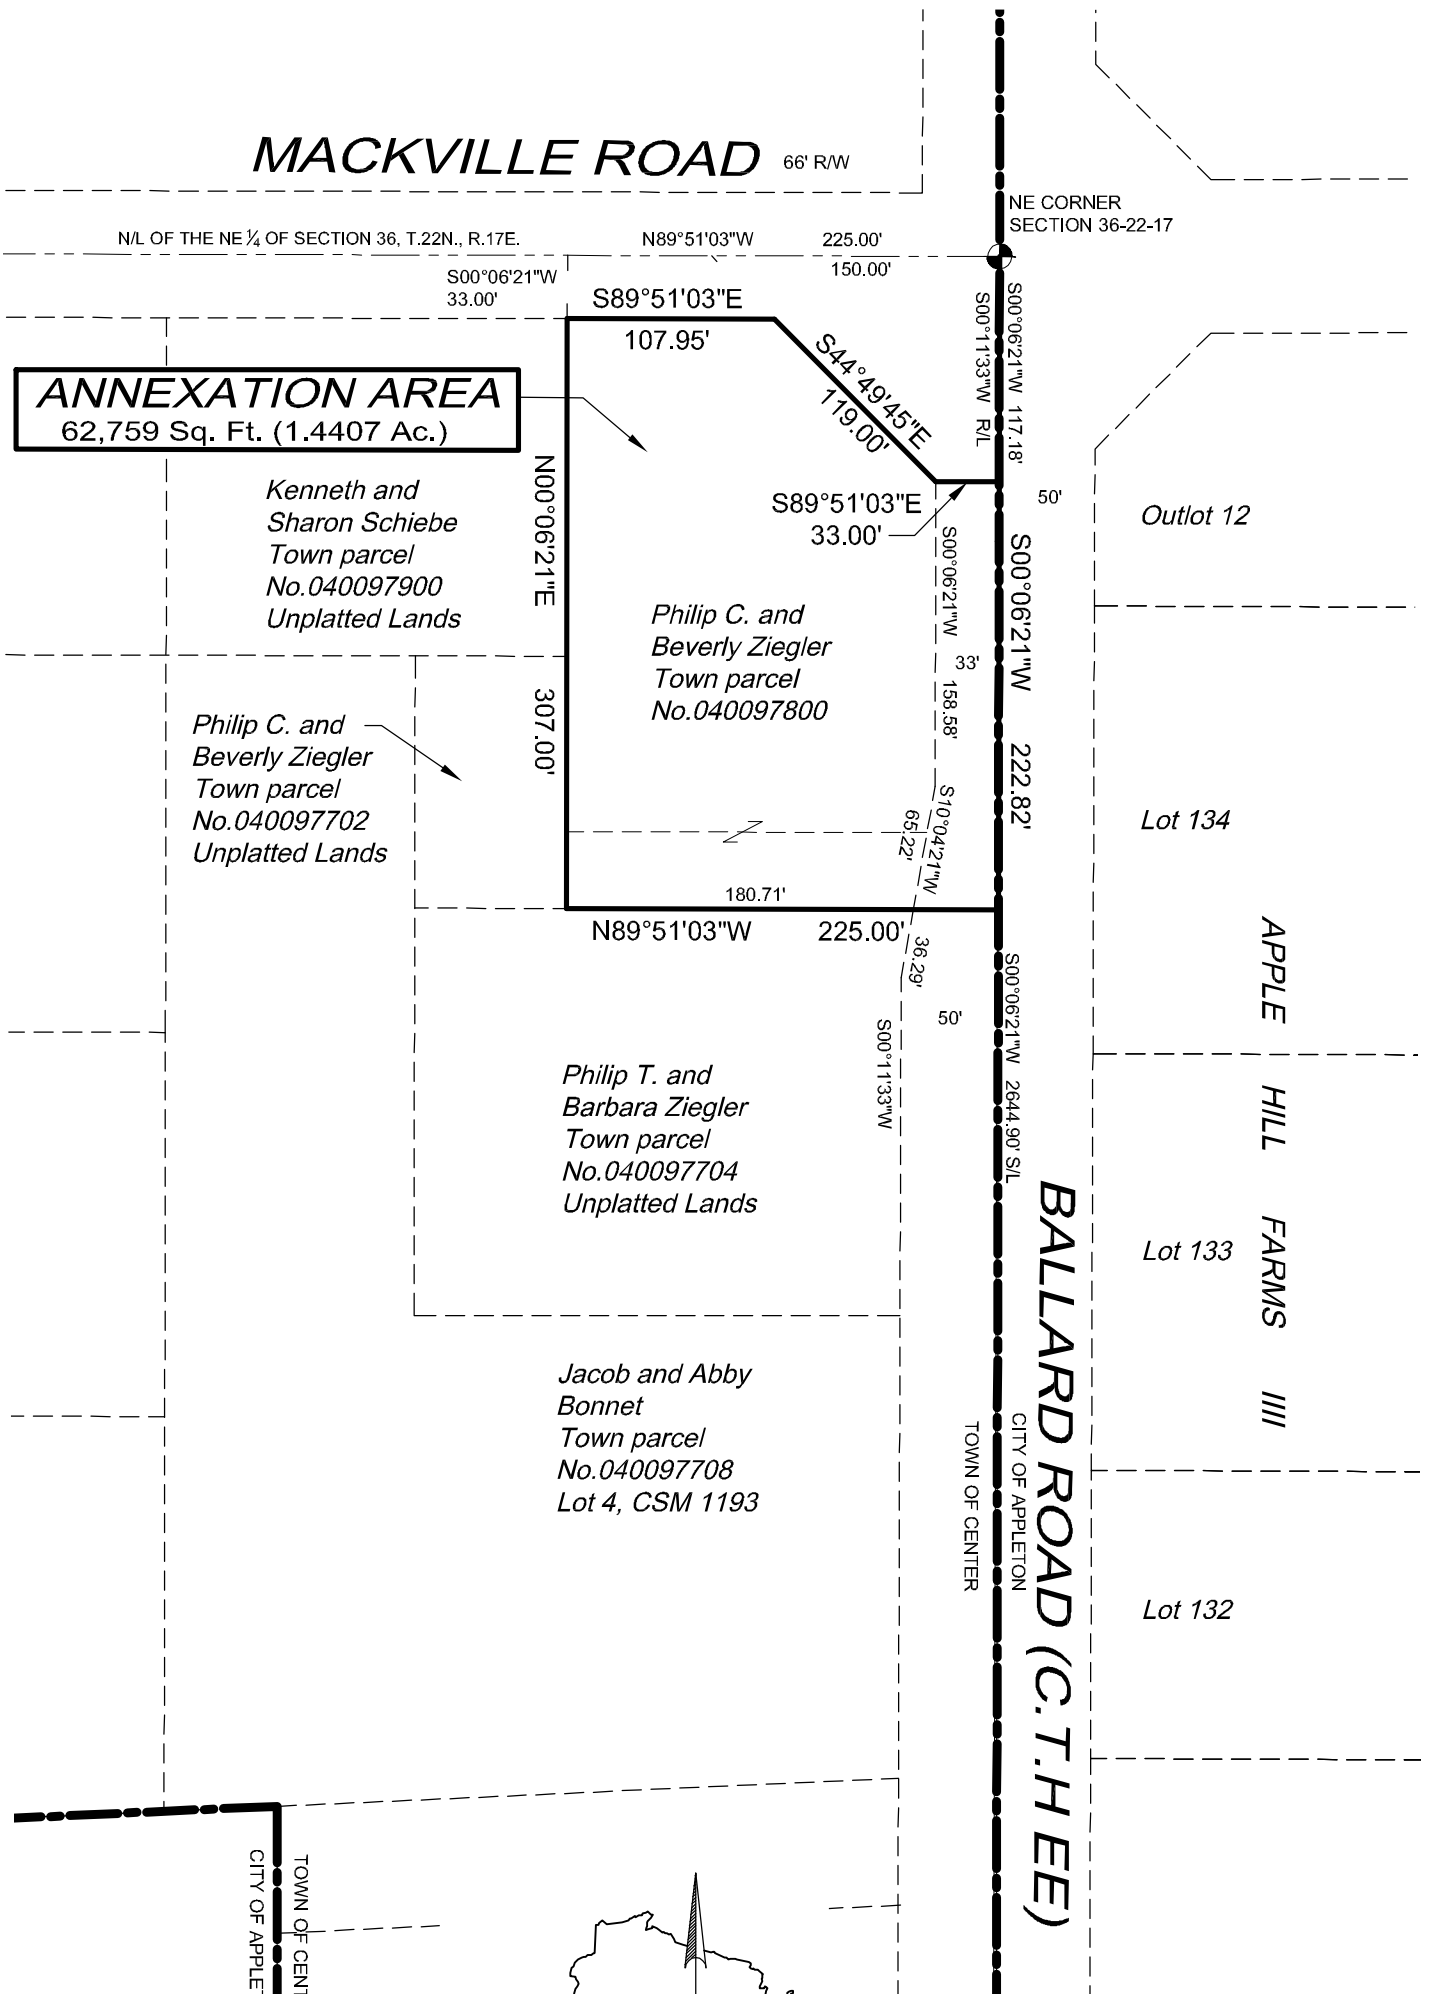 MACKVILLE ROAD 66' R/W
NE CORNER
SECTION 36-22-17
N/L OF THE NE ¼ OF SECTION 36, T.22N., R.17E.
N89°51'03"W 225.00'
150.00'
S00°06'21"W
33.00'
S89°51'03"E
107.95'
S44°49'45"E
119.00'
S00°06'21"W 117.18'
S00°11'33"W R/L
ANNEXATION AREA
62,759 Sq. Ft. (1.4407 Ac.)
Kenneth and
Sharon Schiebe
Town parcel
No.040097900
Unplatted Lands
N00°06'21"E 307.00'
S89°51'03"E
33.00'
50'
Outlot 12
S00°06'21"W 158.58'
S00°06'21"W 222.82'
33'
Philip C. and
Beverly Ziegler
Town parcel
No.040097800
Philip C. and
Beverly Ziegler
Town parcel
No.040097702
Unplatted Lands
S10°04'21"W
65.22'
Lot 134
180.71'
N89°51'03"W 225.00'
36.29'
50'
S00°11'33"W
S00°06'21"W 2644.90' S/L
APPLE HILL FARMS IIII
Philip T. and
Barbara Ziegler
Town parcel
No.040097704
Unplatted Lands
BALLARD ROAD (C.T.H EE)
Lot 133
Jacob and Abby
Bonnet
Town parcel
No.040097708
Lot 4, CSM 1193
CITY OF APPLETON
TOWN OF CENTER
Lot 132
TOWN OF CENT
CITY OF APPLET